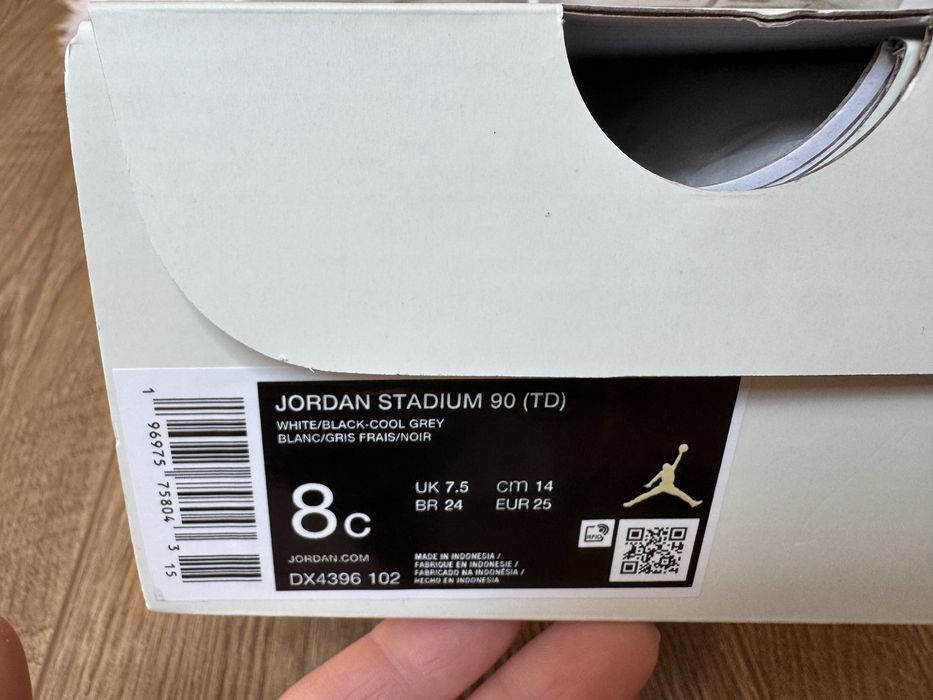 JORDAN STADIUM 90 (TD)
WHITE/BLACK-COOL GREY
BLANC/GRIS FRAIS/NOIR
8C
UK 7.5 cm 14
BR 24 EUR 25
JORDAN.COM
DX4396 102
MADE IN INDONESIA /
FABRIQUE EN INDONESIE /
FABRICADO NA INDONÉSIA /
HECHO EN INDONESIA
RFID
1 96975 75804 3 15